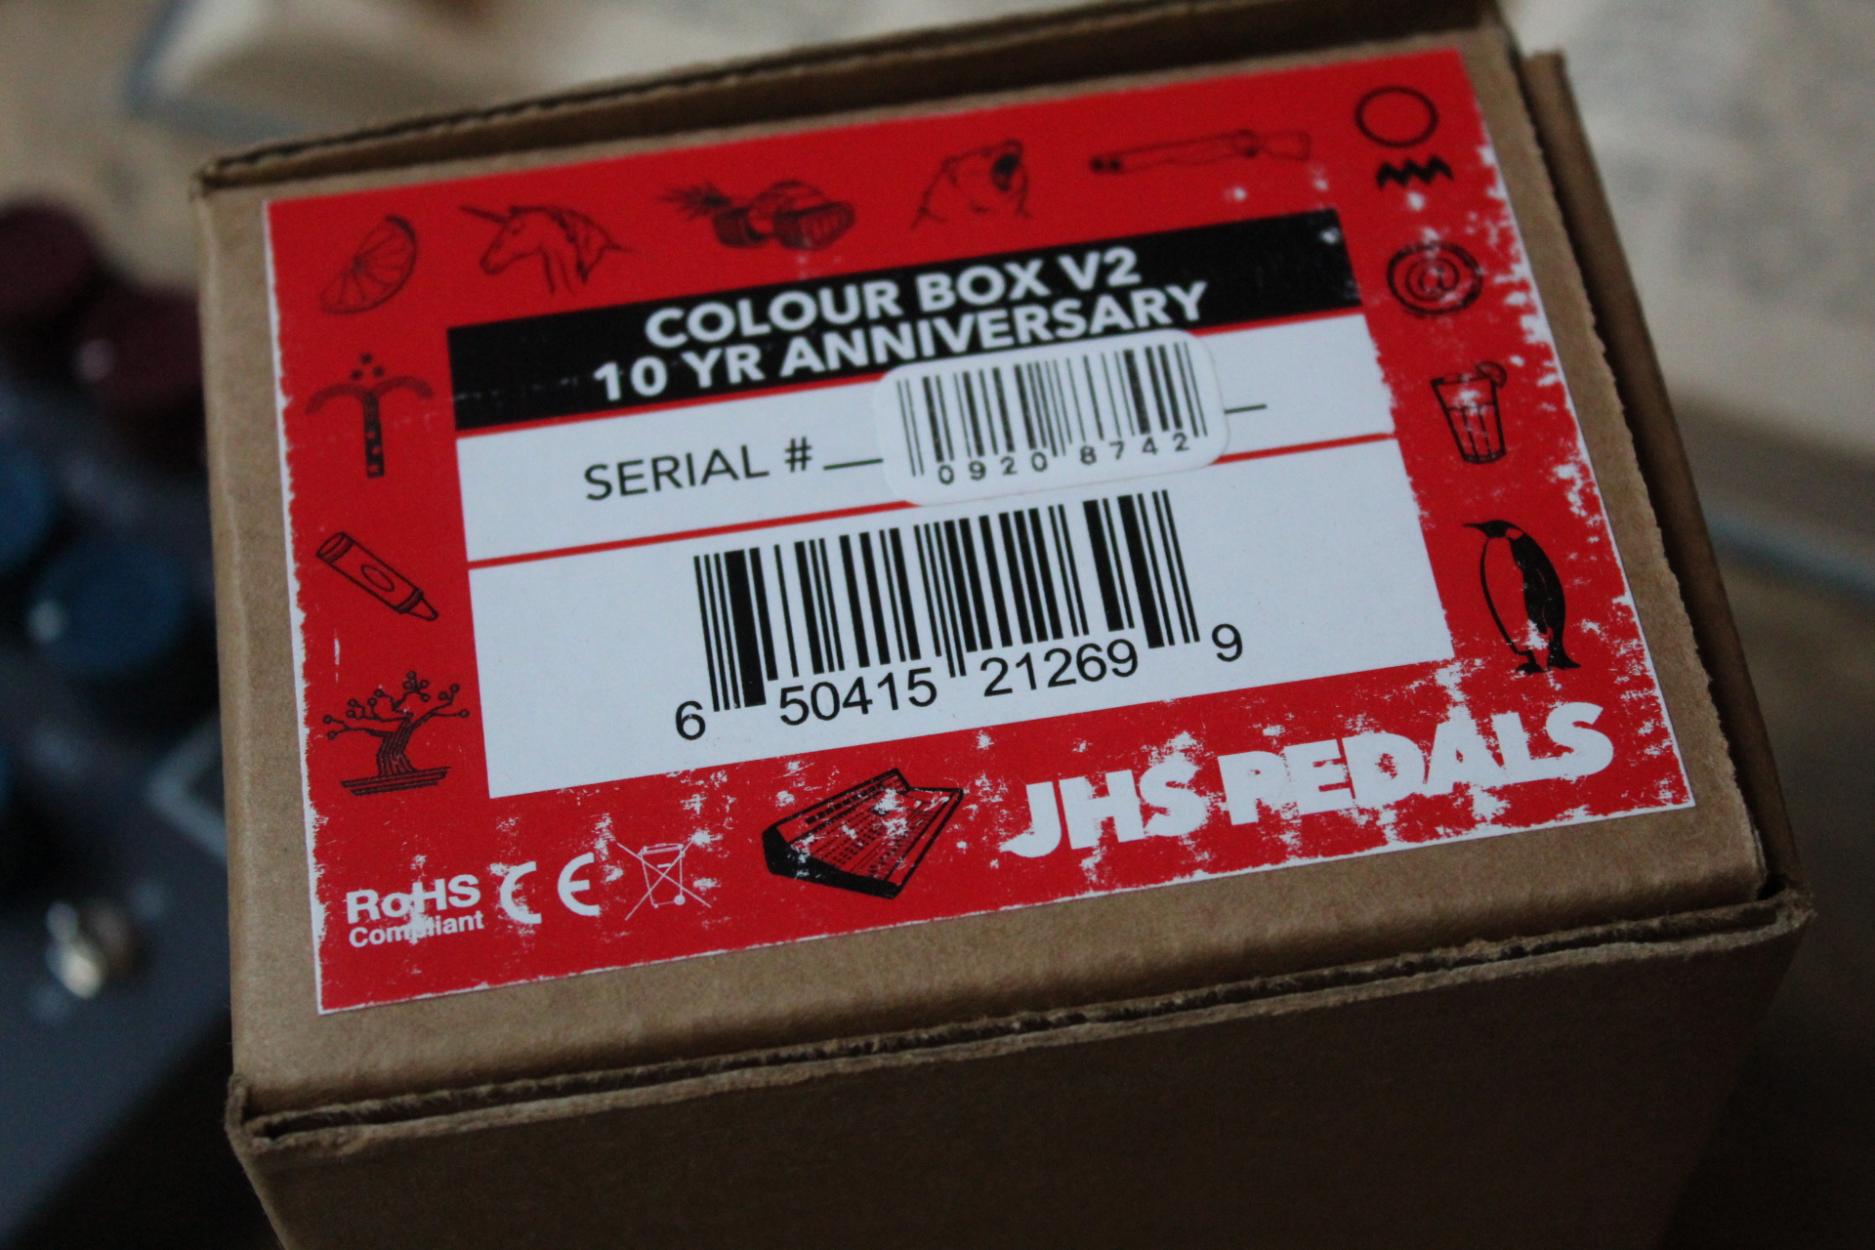 COLOUR BOX V2
10 YR ANNIVERSARY
SERIAL #
0920 8742
6 50415 21269 9
JHS PEDALS
RoHS CE
Compliant
@